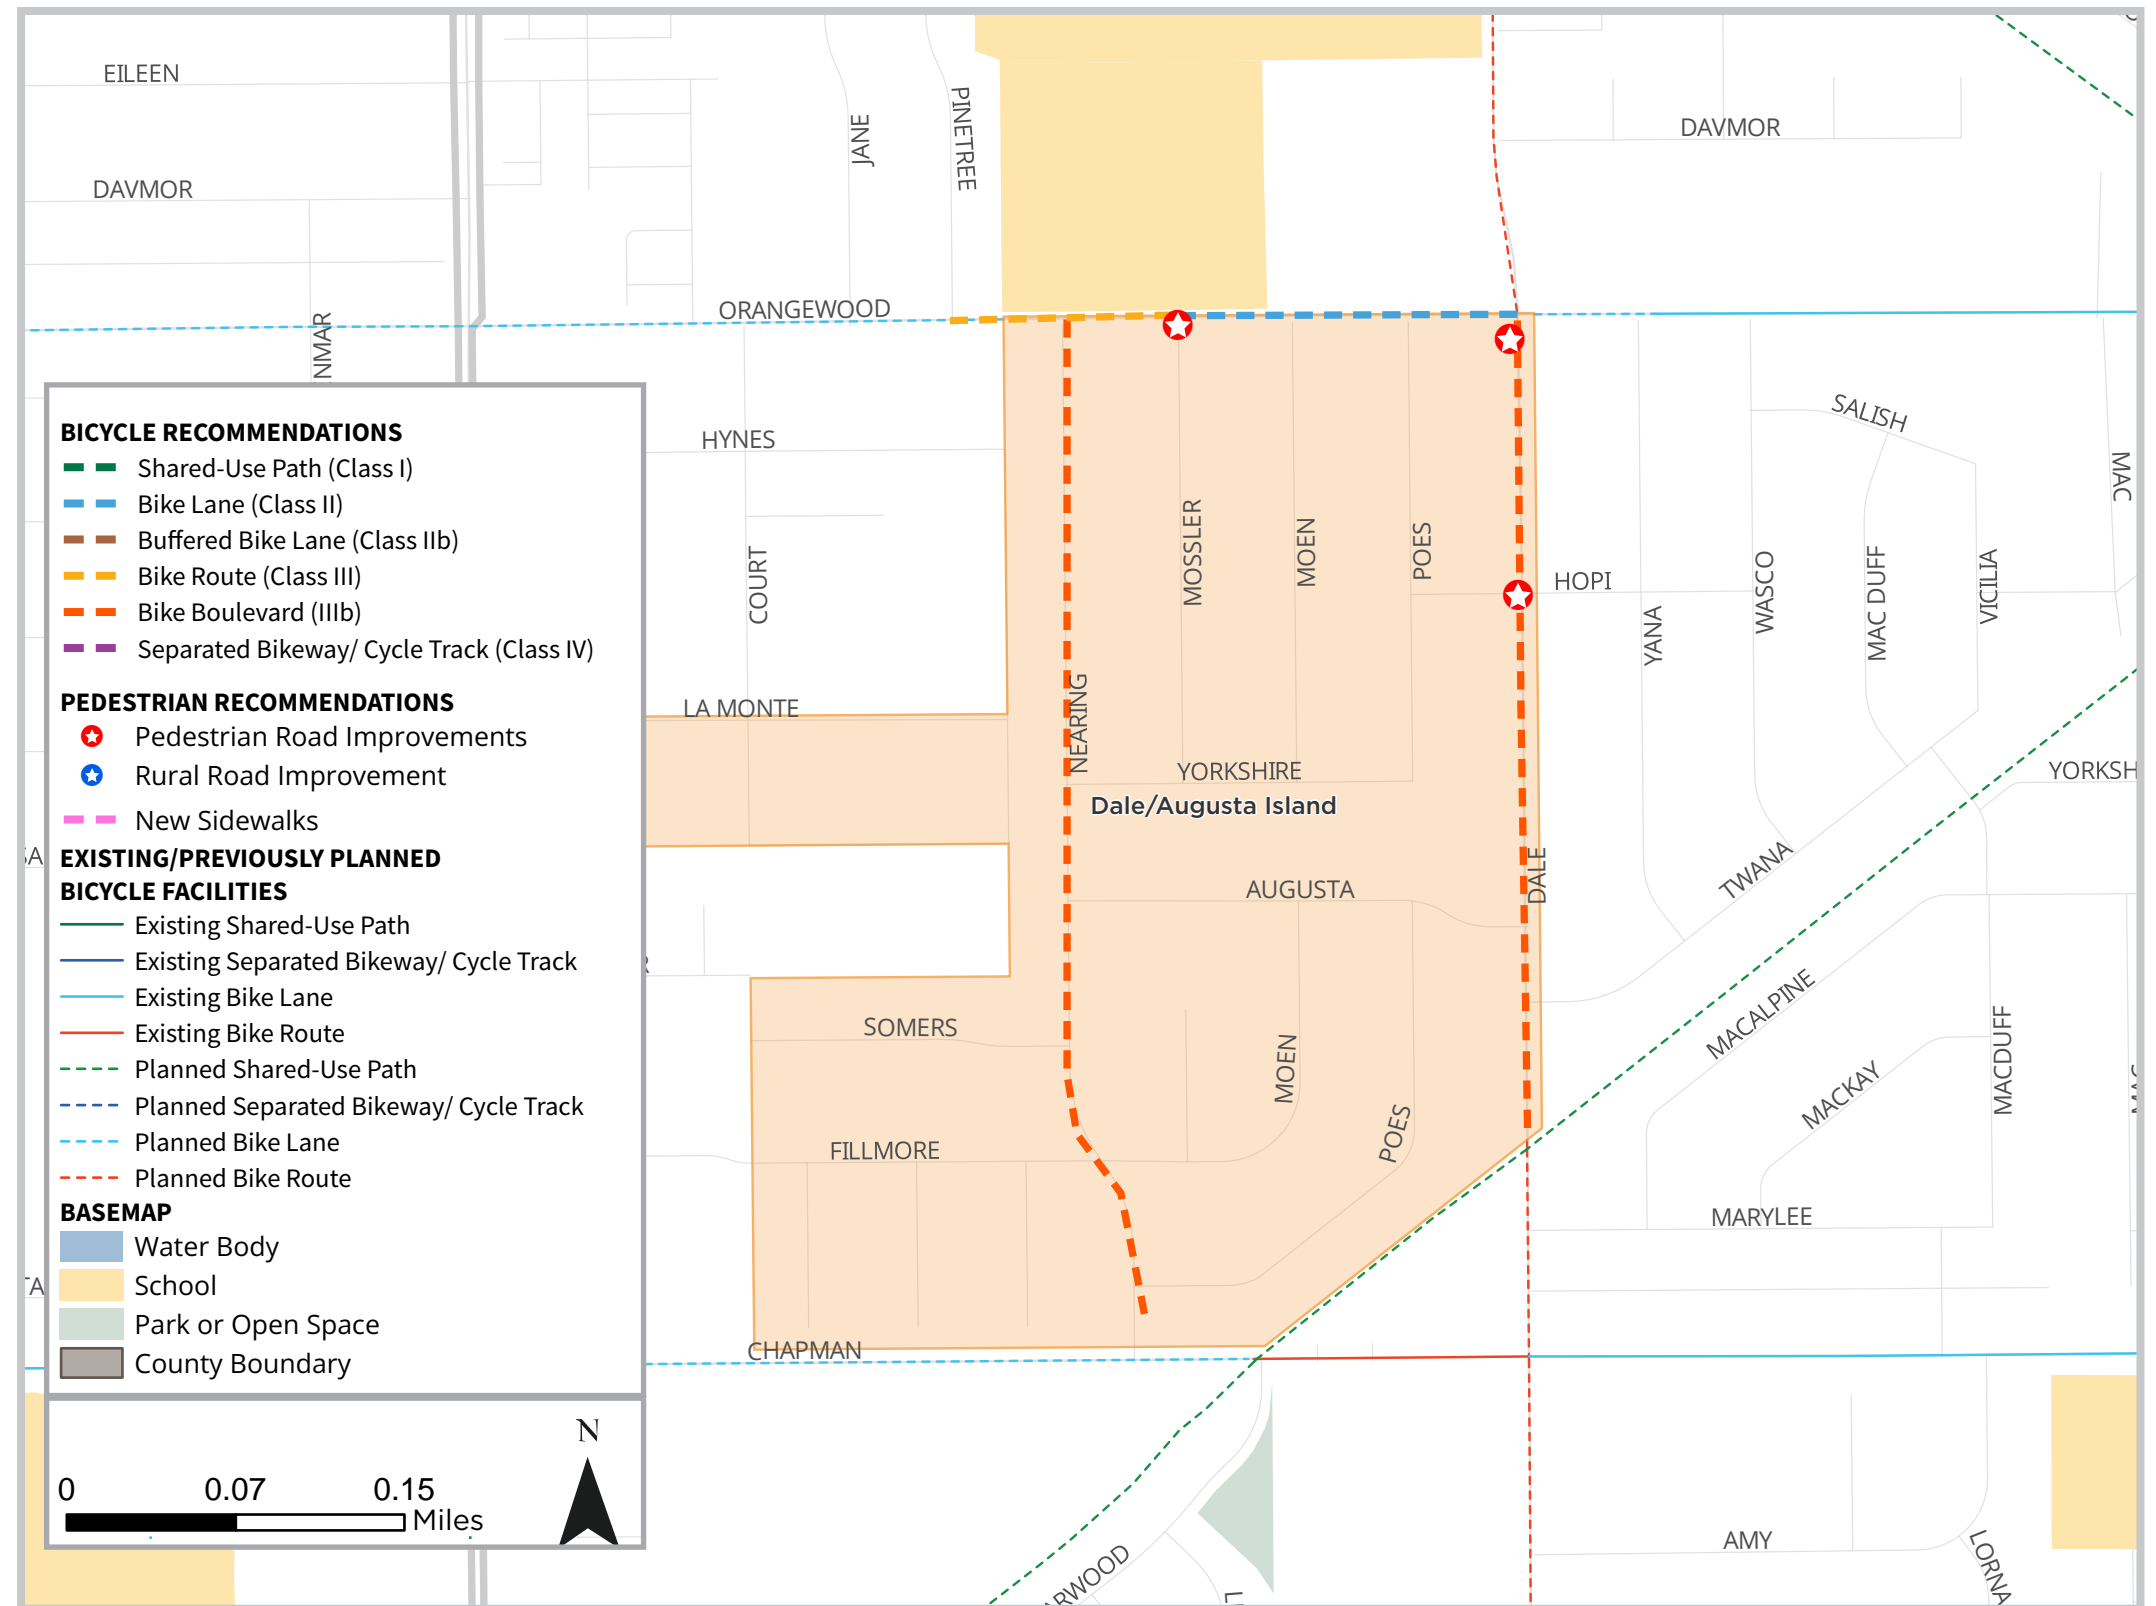 EILEEN
DAVMOR
JANE
PINETREE
DAVMOR
ORANGEWOOD
NMAR
HYNES
COURT
LA MONTE
NEARING
MOSSLER
MOEN
POES
YORKSHIRE
Dale/Augusta Island
AUGUSTA
DALE
HOPI
YANA
WASCO
SALISH
MAC DUFF
VICILIA
MAC
TWANA
YORKSH
MACALPINE
MACKAY
MACDUFF
MARYLEE
SOMERS
FILLMORE
MOEN
POES
CHAPMAN
ARWOOD
AMY
LORNA
BICYCLE RECOMMENDATIONS
Shared-Use Path (Class I)
Bike Lane (Class II)
Buffered Bike Lane (Class IIb)
Bike Route (Class III)
Bike Boulevard (IIIb)
Separated Bikeway/ Cycle Track (Class IV)
PEDESTRIAN RECOMMENDATIONS
Pedestrian Road Improvements
Rural Road Improvement
New Sidewalks
EXISTING/PREVIOUSLY PLANNED
BICYCLE FACILITIES
Existing Shared-Use Path
Existing Separated Bikeway/ Cycle Track
Existing Bike Lane
Existing Bike Route
Planned Shared-Use Path
Planned Separated Bikeway/ Cycle Track
Planned Bike Lane
Planned Bike Route
BASEMAP
Water Body
School
Park or Open Space
County Boundary
N
0 0.07 0.15
Miles